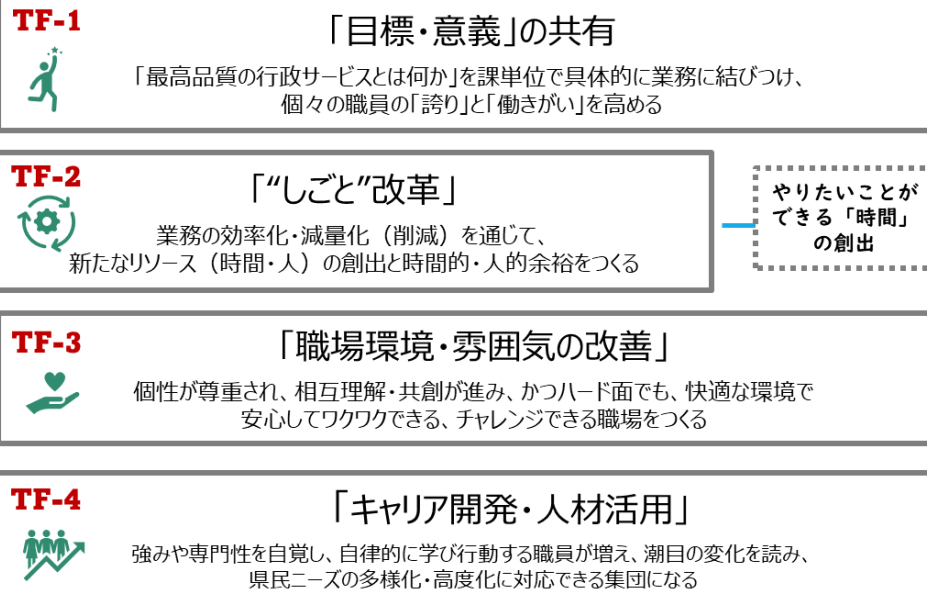 TF-1
「目標・意義」の共有
「最高品質の行政サービスとは何か」を課単位で具体的に業務に結びつけ、
個々の職員の「誇り」と「働きがい」を高める
TF-2
「“しごと”改革」
業務の効率化・減量化（削減）を通じて、
新たなリソース（時間・人）の創出と時間的・人的余裕をつくる
やりたいことが
できる「時間」
の創出
TF-3
「職場環境・雰囲気の改善」
個性が尊重され、相互理解・共創が進み、かつハード面でも、快適な環境で
安心してワクワクできる、チャレンジできる職場をつくる
TF-4
「キャリア開発・人材活用」
強みや専門性を自覚し、自律的に学び行動する職員が増え、潮目の変化を読み、
県民ニーズの多様化・高度化に対応できる集団になる